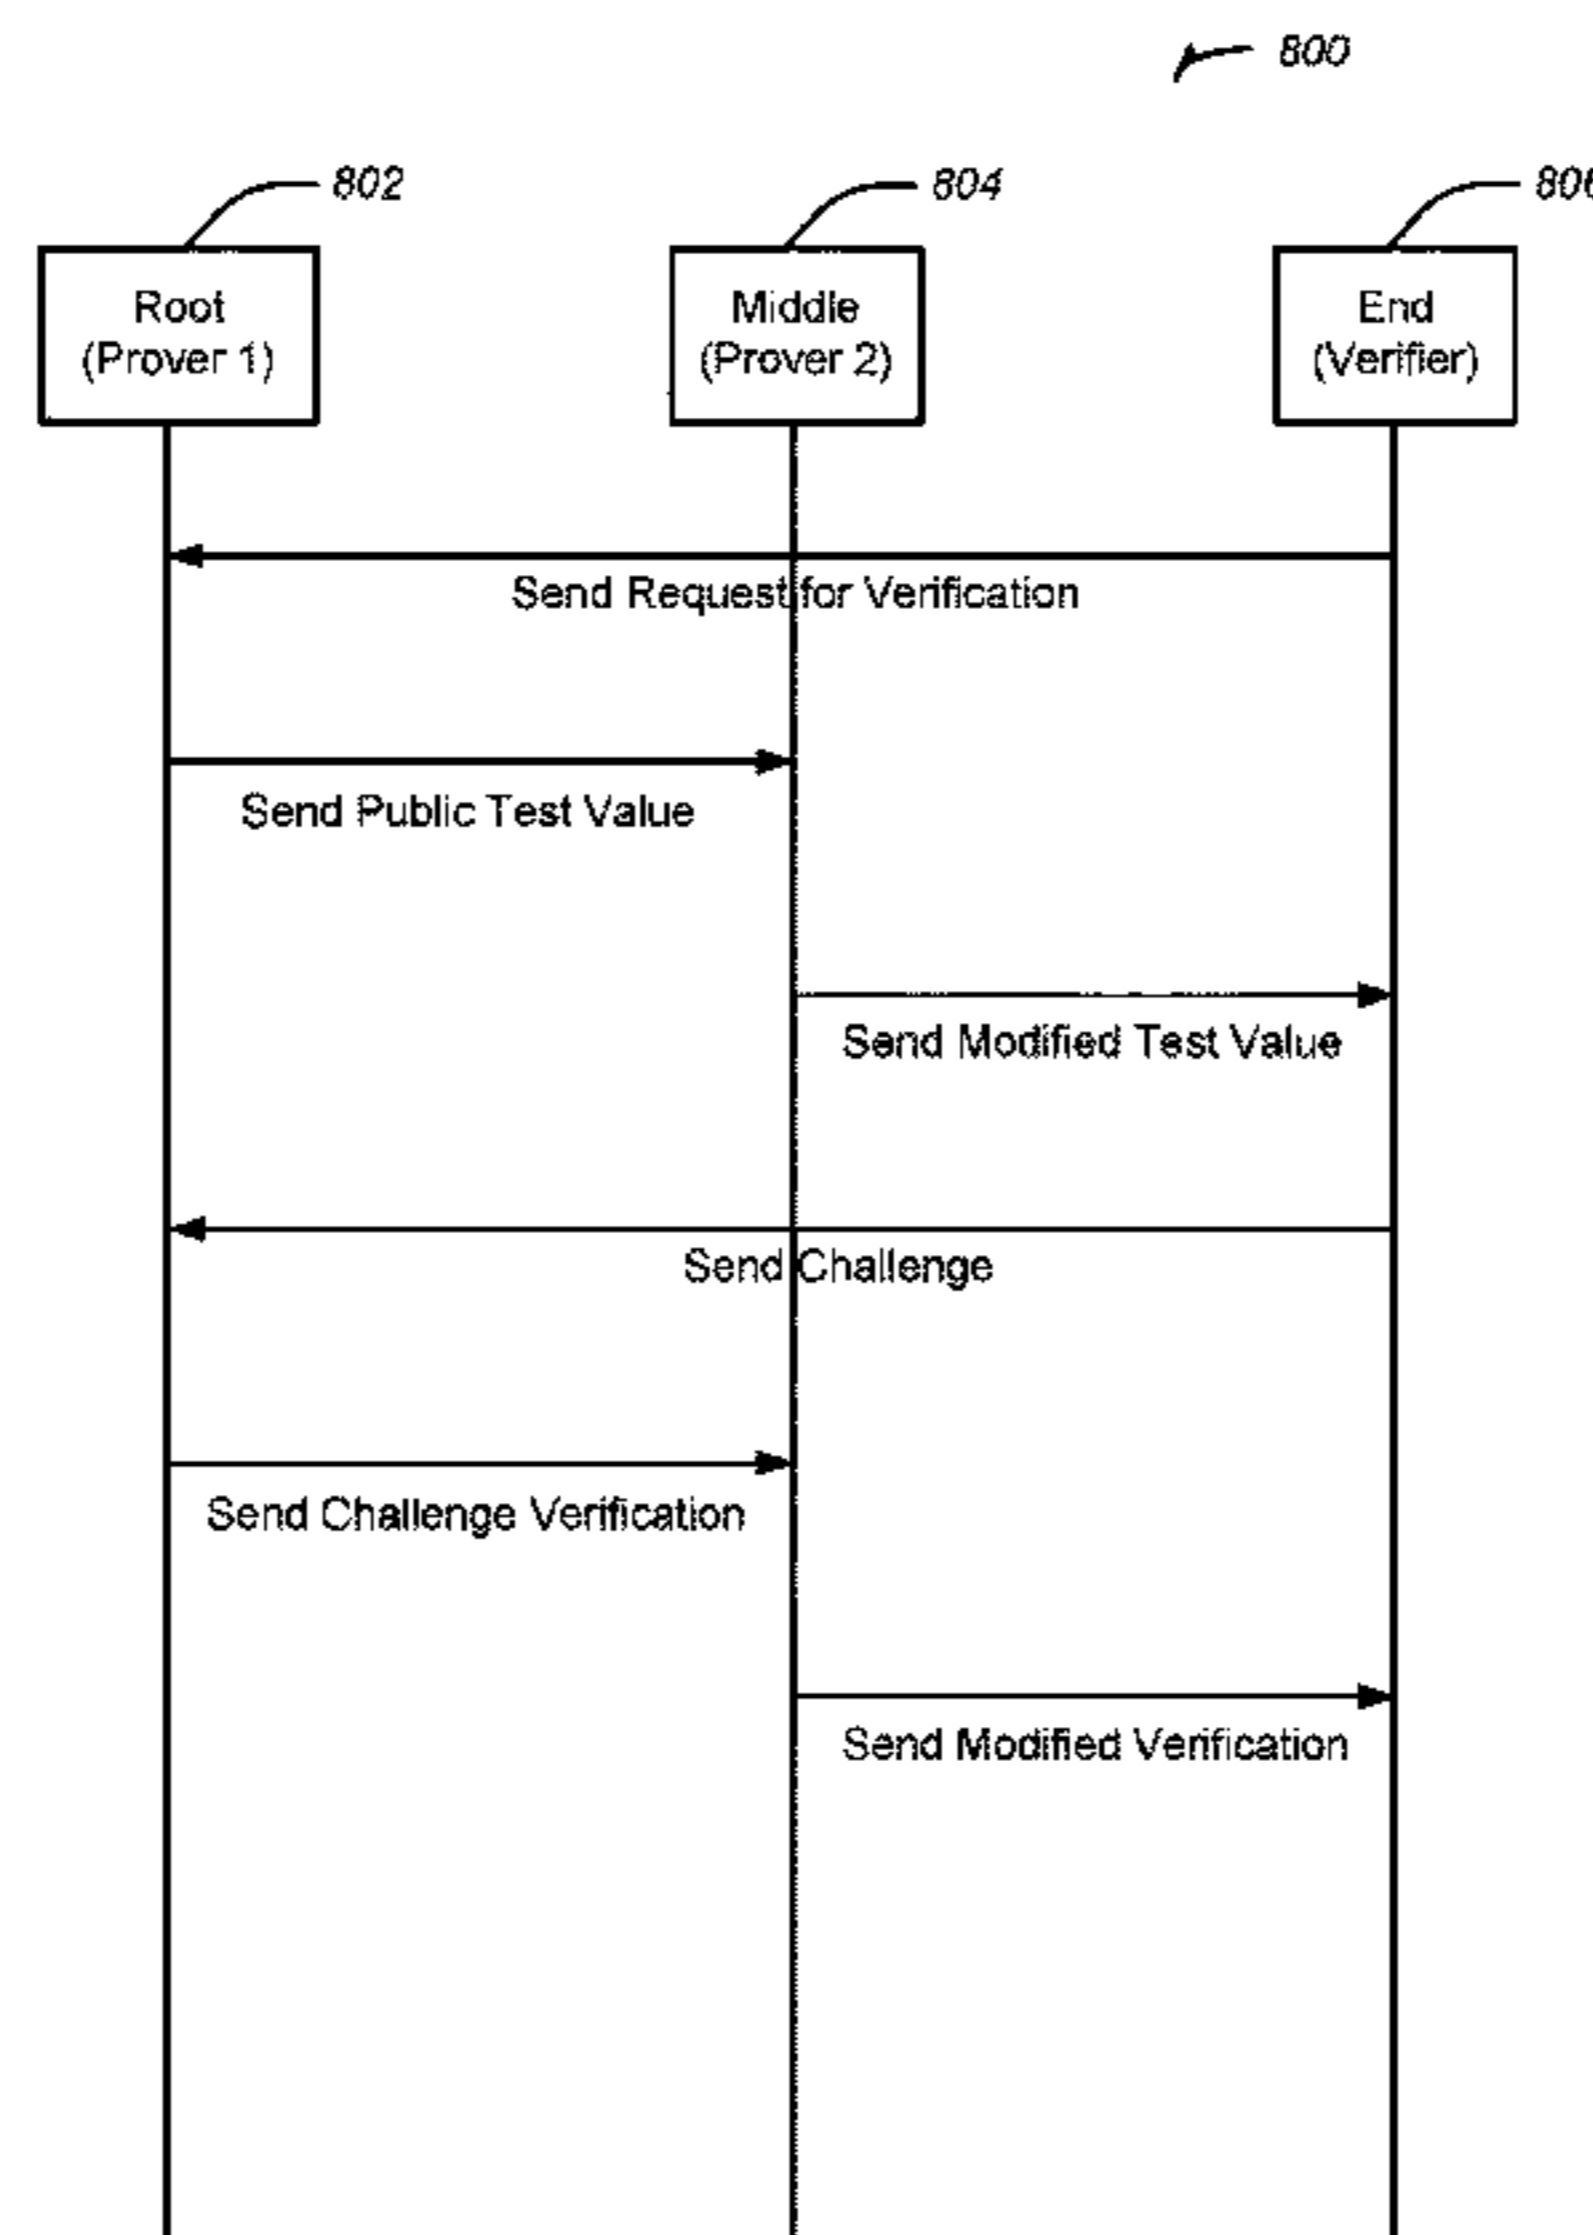 800
802
804
Root
(Prover 1)
Middle
(Prover 2)
End
(Verifier)
Send Request for Verification
Send Public Test Value
Send Modified Test Value
Send Challenge
Send Challenge Verification
Send Modified Verification